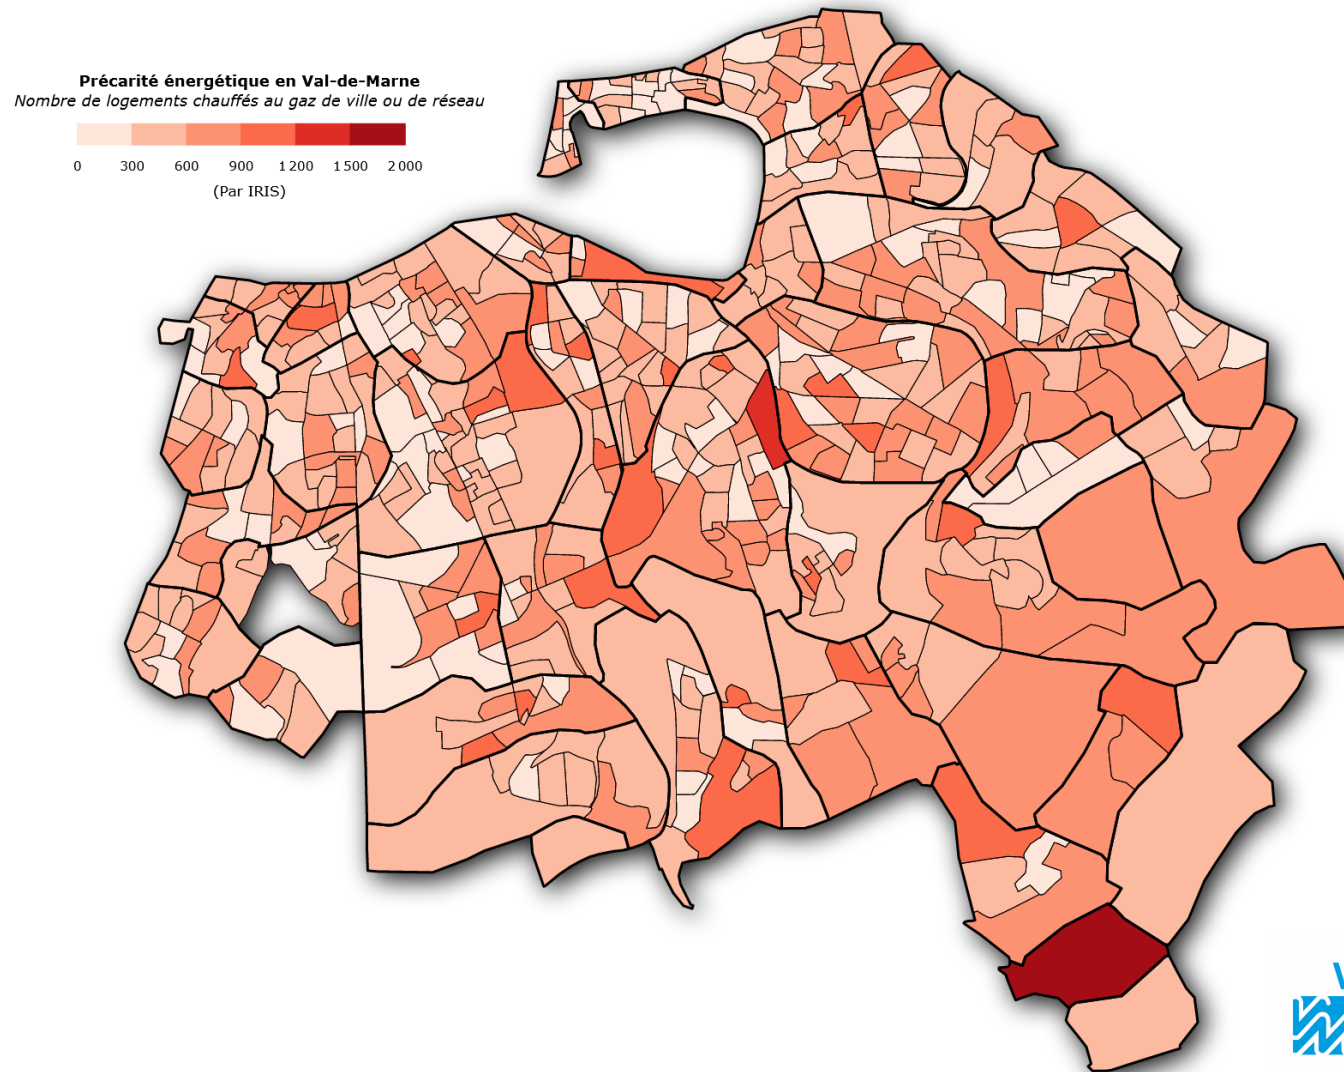 Précarité énergétique en Val-de-Marne
Nombre de logements chauffés au gaz de ville ou de réseau
0 300 600 900 1 200 1 500 2 000
(Par IRIS)